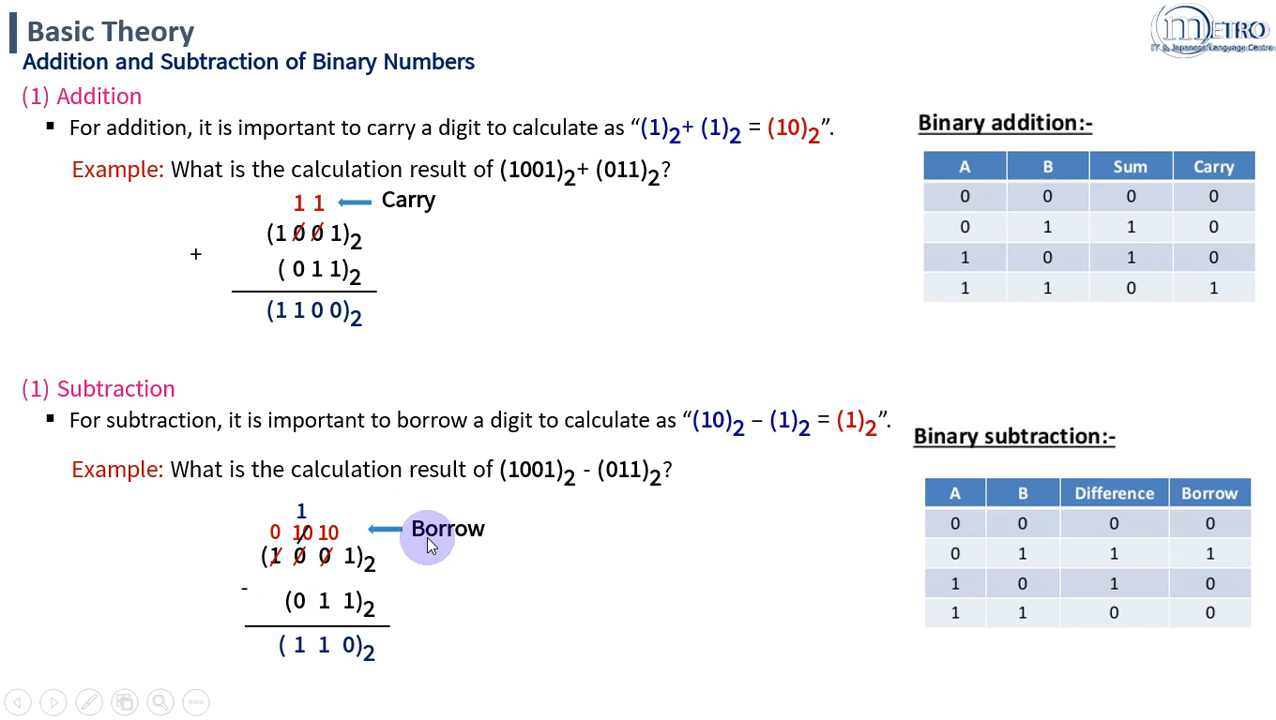 Basic Theory
METRO
IT & Japanese Language Centre
Addition and Subtraction of Binary Numbers
(1) Addition
▪ For addition, it is important to carry a digit to calculate as “(1)2+ (1)2 = (10)2”.
Example: What is the calculation result of (1001)2+ (011)2?
1 1 Carry
(1 0 0 1)2
+
( 0 1 1)2
(1 1 0 0)2
Binary addition:-
A B Sum Carry
0 0 0 0
0 1 1 0
1 0 1 0
1 1 0 1
(1) Subtraction
▪ For subtraction, it is important to borrow a digit to calculate as “(10)2 – (1)2 = (1)2”.
Example: What is the calculation result of (1001)2 - (011)2?
1
0 10 10 Borrow
(1 0 0 1)2
-
(0 1 1)2
( 1 1 0)2
Binary subtraction:-
A B Difference Borrow
0 0 0 0
0 1 1 1
1 0 1 0
1 1 0 0